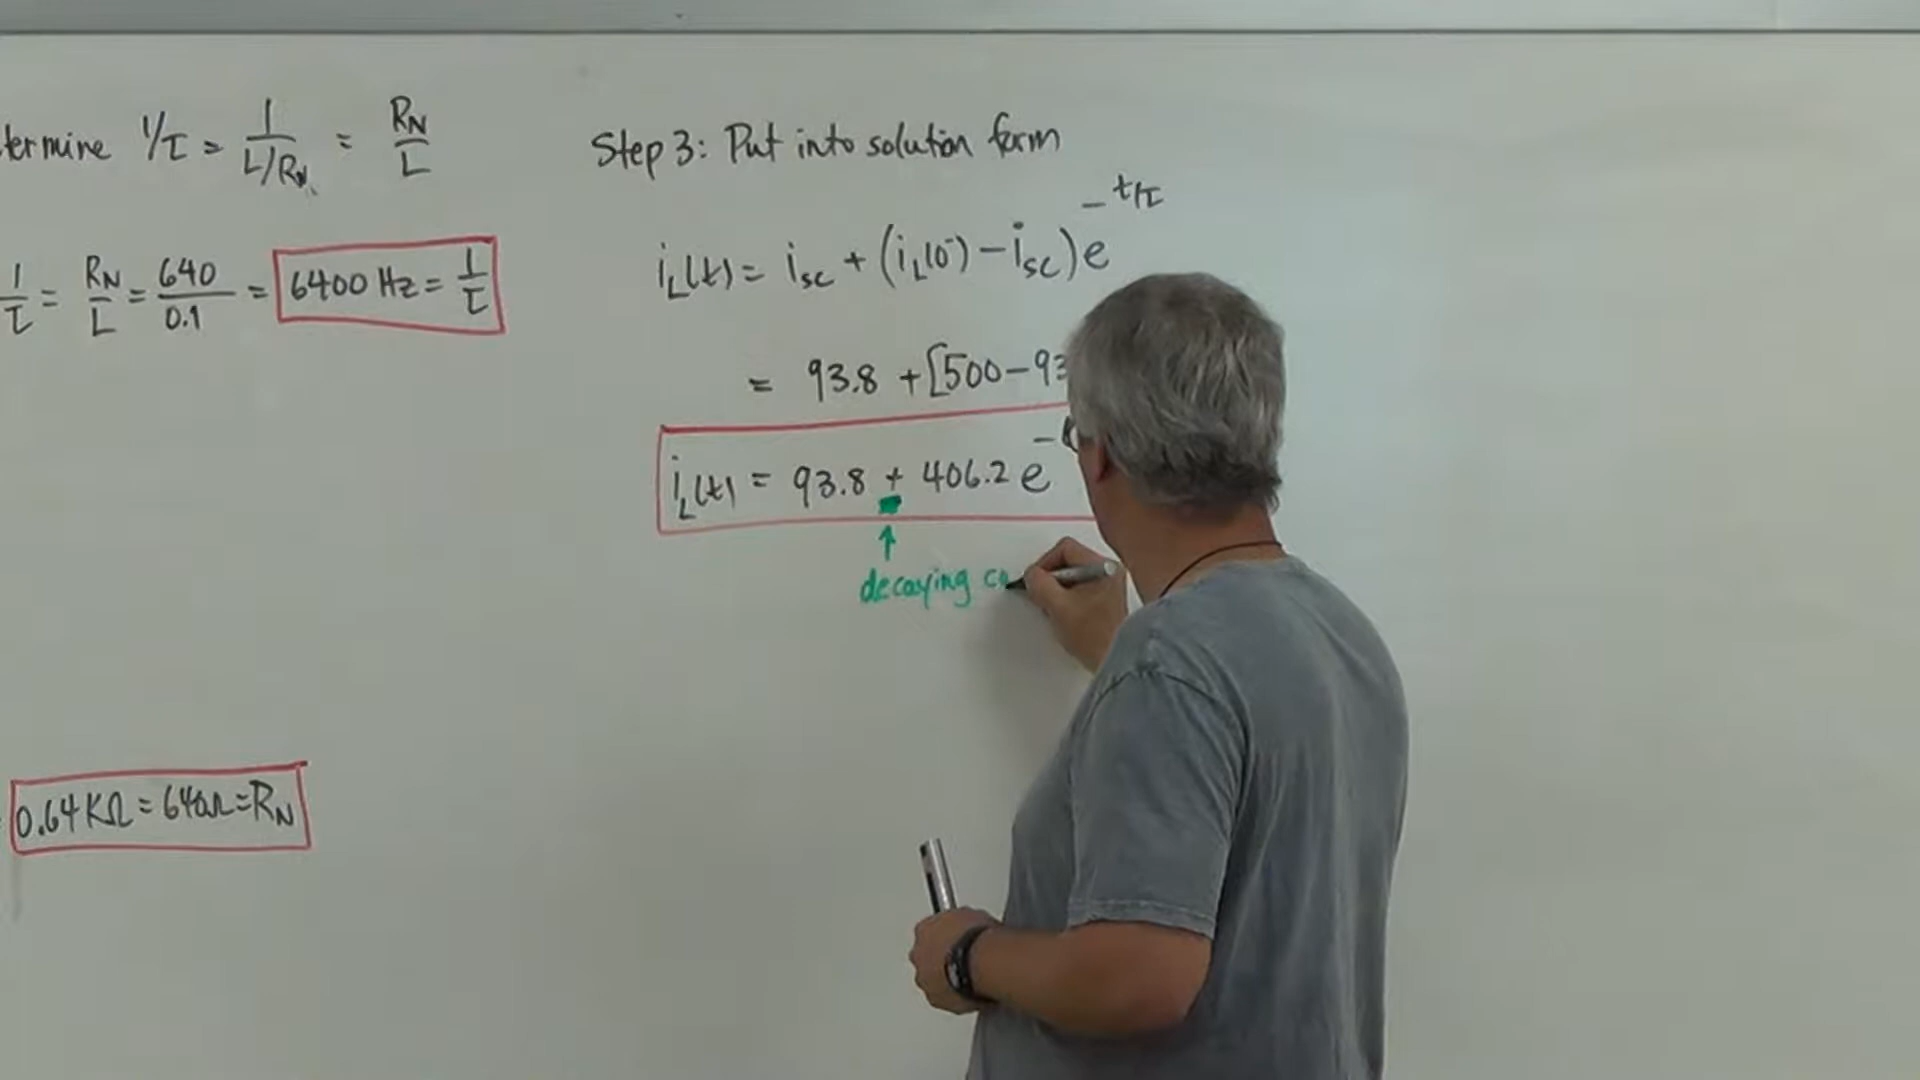 termine 1/τ = 1/(L/R_N) = R_N/L
1/τ = R_N/L = 640/0.1 = 6400 Hz = 1/τ
0.64 KΩ = 640Ω = R_N
Step 3: Put into solution form
i_L(t) = i_sc + (i_L(0⁻) - i_sc) e^(-t/τ)
= 93.8 + [500 - 93
i_L(t) = 93.8 + 406.2 e^-
↑
decaying